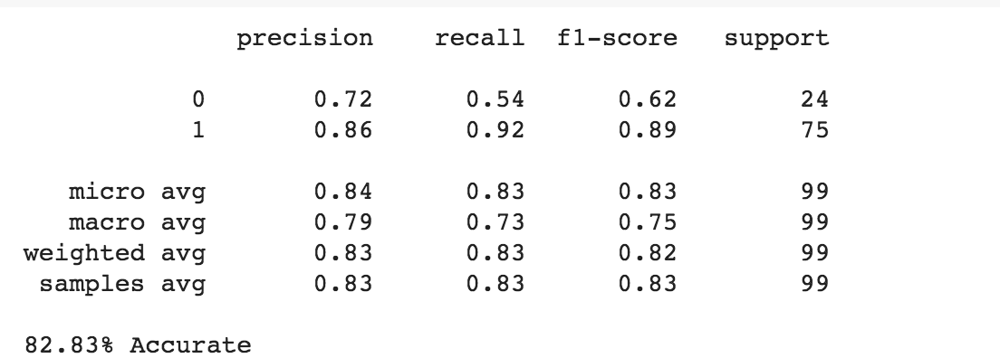 precision recall f1-score support
0 0.72 0.54 0.62 24
1 0.86 0.92 0.89 75
micro avg 0.84 0.83 0.83 99
macro avg 0.79 0.73 0.75 99
weighted avg 0.83 0.83 0.82 99
samples avg 0.83 0.83 0.83 99
82.83% Accurate